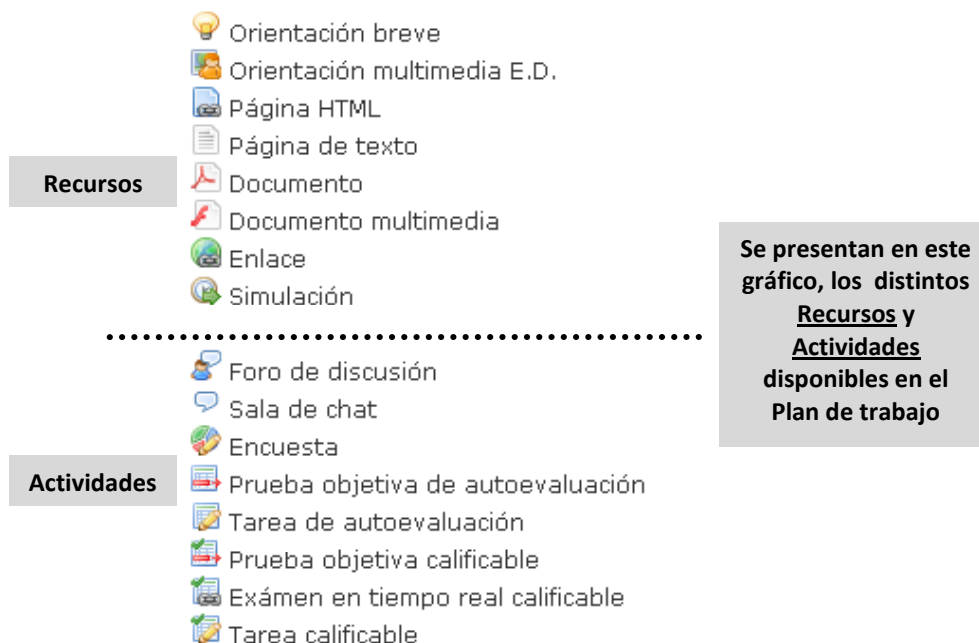 Orientación breve
Orientación multimedia E.D.
Página HTML
Página de texto
Recursos
Documento
Documento multimedia
Enlace
Simulación
Se presentan en este
gráfico, los distintos
Recursos y
Actividades
disponibles en el
Plan de trabajo
Foro de discusión
Sala de chat
Encuesta
Actividades
Prueba objetiva de autoevaluación
Tarea de autoevaluación
Prueba objetiva calificable
Exámen en tiempo real calificable
Tarea calificable